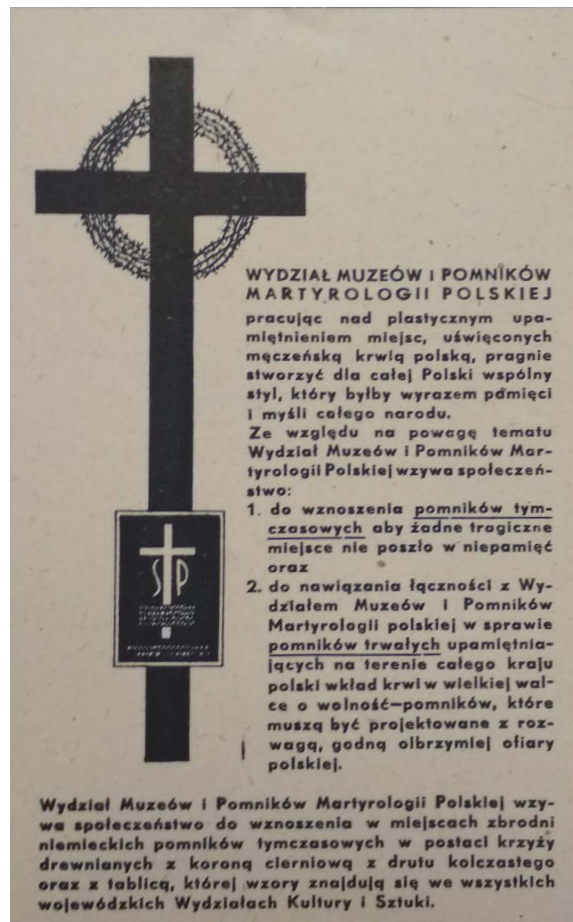 WYDZIAŁ MUZEÓW I POMNIKÓW
MARTYROLOGII POLSKIEJ
pracując nad plastycznym upa-
miętnieniem miejsc, uświęconych
męczeńską krwią polską, pragnie
stworzyć dla całej Polski wspólny
styl, który byłby wyrazem pamięci
i myśli całego narodu.
Ze względu na powagę tematu
Wydział Muzeów i Pomników Mar-
tyrologii Polskiej wzywa społeczeń-
stwo:
1. do wznoszenia pomników tym-
czasowych aby żadne tragiczne
miejsce nie poszło w niepamięć
oraz
2. do nawiązania łączności z Wy-
działem Muzeów i Pomników
Martyrologii polskiej w sprawie
pomników trwałych upamiętnia-
jących na terenie całego kraju
polski wkład krwi w wielkiej wal-
ce o wolność—pomników, które
muszą być projektowane z roz-
wagą, godną olbrzymiej ofiary
polskiej.
S P
Wydział Muzeów i Pomników Martyrologii Polskiej wzy-
wa społeczeństwo do wznoszenia w miejscach zbrodni
niemieckich pomników tymczasowych w postaci krzyży
drewnianych z koroną cierniową z drutu kolczastego
oraz z tablicą, której wzory znajdują się we wszystkich
wojewódzkich Wydziałach Kultury i Sztuki.